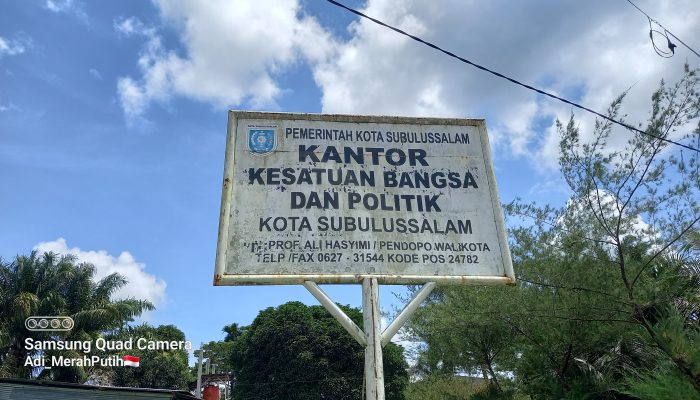 PEMERINTAH KOTA SUBULUSSALAM
KANTOR
KESATUAN BANGSA
DAN POLITIK
KOTA SUBULUSSALAM
PROF. ALI HASYIMI / PENDOPO WALIKOTA
TELP /FAX 0627 - 31544 KODE POS 24782
Samsung Quad Camera
Adi_MerahPutih🇮🇩